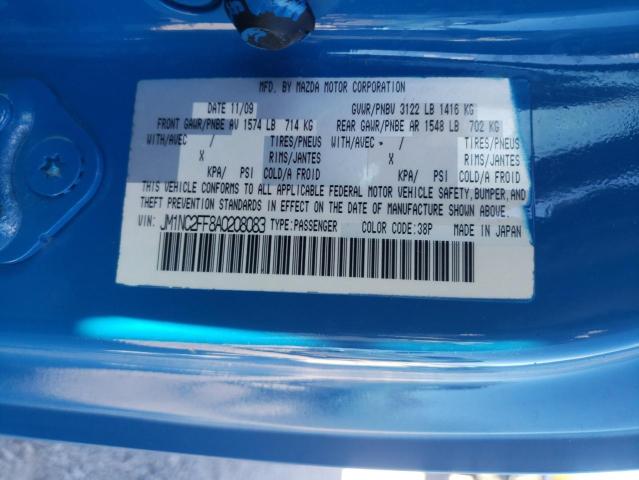 MFD. BY MAZDA MOTOR CORPORATION
DATE 11/09 GVWR/PNBV 3122 LB 1416 KG
FRONT GAWR/PNBE AV 1574 LB 714 KG REAR GAWR/PNBE AR 1548 LB 702 KG
WITH/AVEC / TIRES/PNEUS WITH/AVEC / TIRES/PNEUS
X RIMS/JANTES X RIMS/JANTES
KPA/ PSI COLD/A FROID KPA/ PSI COLD/A FROID
THIS VEHICLE CONFORMS TO ALL APPLICABLE FEDERAL MOTOR VEHICLE SAFETY, BUMPER, AND
THEFT PREVENTION STANDARDS IN EFFECT ON THE DATE OF MANUFACTURE SHOWN ABOVE.
VIN: JM1NC2FF8A0208083 TYPE:PASSENGER COLOR CODE:38P MADE IN JAPAN